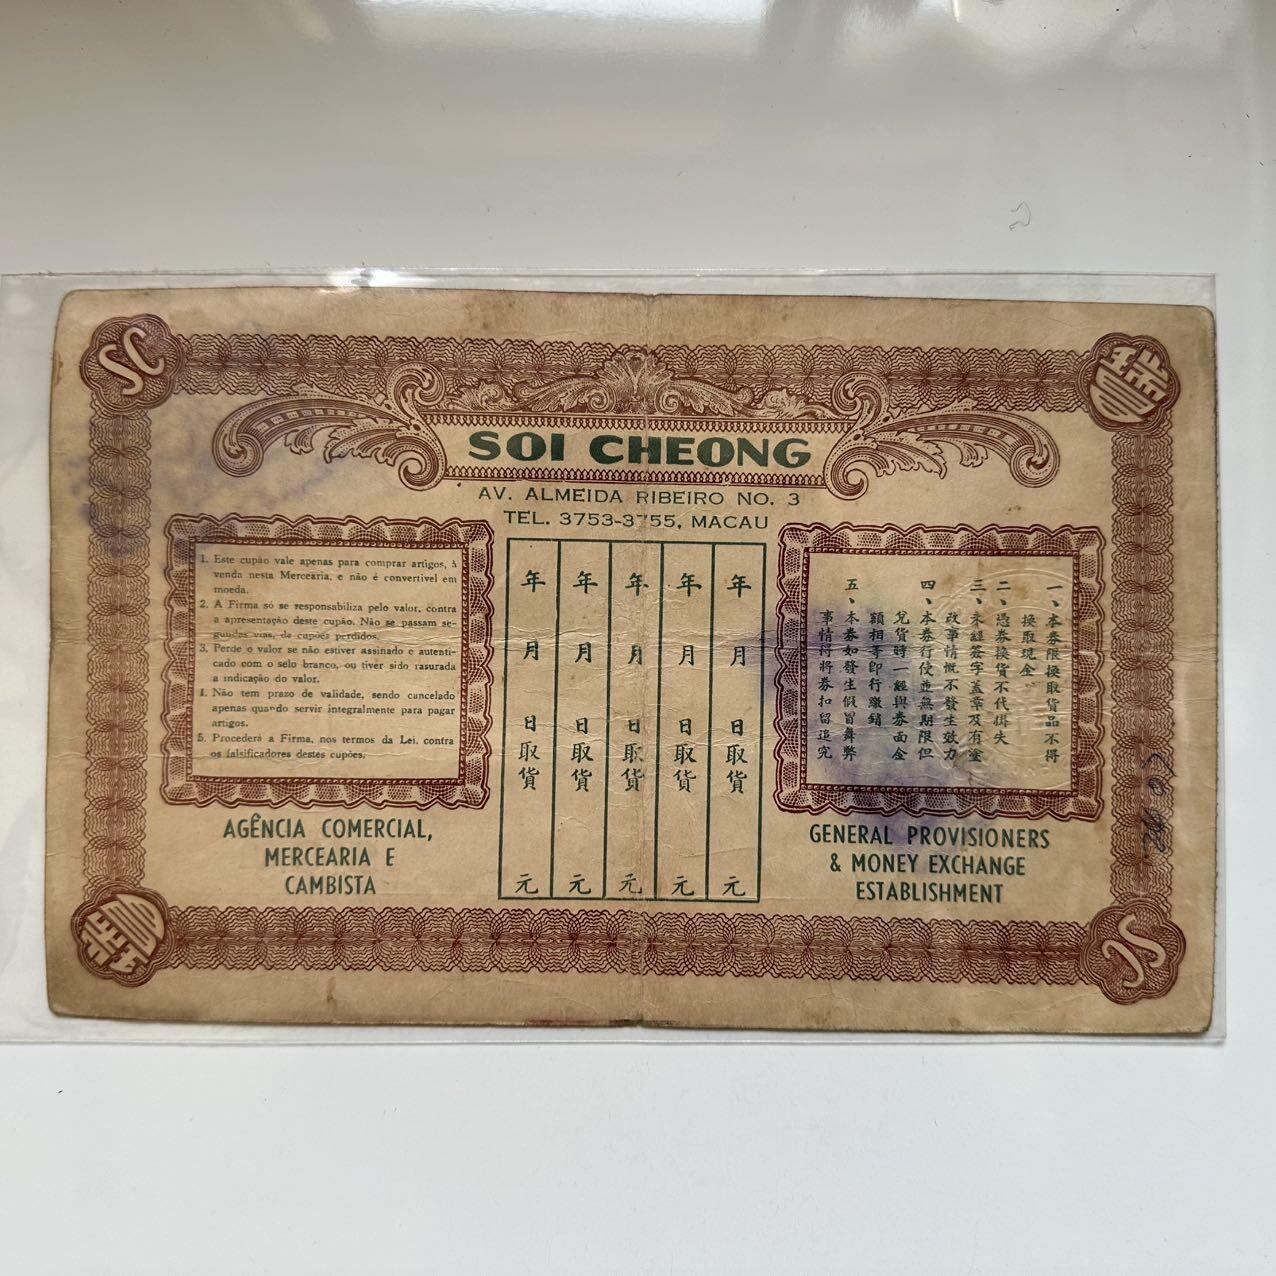 SC
瑞
SOI CHEONG
AV. ALMEIDA RIBEIRO NO. 3
TEL. 3753-3755, MACAU
1. Este cupão vale apenas para comprar artigos, à
venda nesta Mercearia, e não é convertivel em
moeda.
2. A Firma só se responsabiliza pelo valor, contra
a apresentação deste cupão. Não se passam se-
gundas vias, de cupões perdidos.
3. Perde o valor se não estiver assinado e autenti-
cado com o selo branco, ou tiver sido rasurada
a indicação do valor.
4. Não tem prazo de validade, sendo cancelado
apenas quando servir integralmente para pagar
artigos.
5. Procederá a Firma, nos termos da Lei, contra
os falsificadores destes cupões.
AGÊNCIA COMERCIAL,
MERCEARIA E
CAMBISTA
年 月 日取貨 元
年 月 日取貨 元
年 月 日取貨 元
年 月 日取貨 元
年 月 日取貨 元
一、本券限換取貨品不得
換取現金
二、憑券換貨不代掛失
三、未經簽字蓋章及有塗
改事情慨不發生效力
四、本券行使並無期限但
兌貨時一經與券面金
額相等即行繳銷
五、本券如發生假冒舞弊
事情得將券扣留追究
GENERAL PROVISIONERS
& MONEY EXCHANGE
ESTABLISHMENT
SC